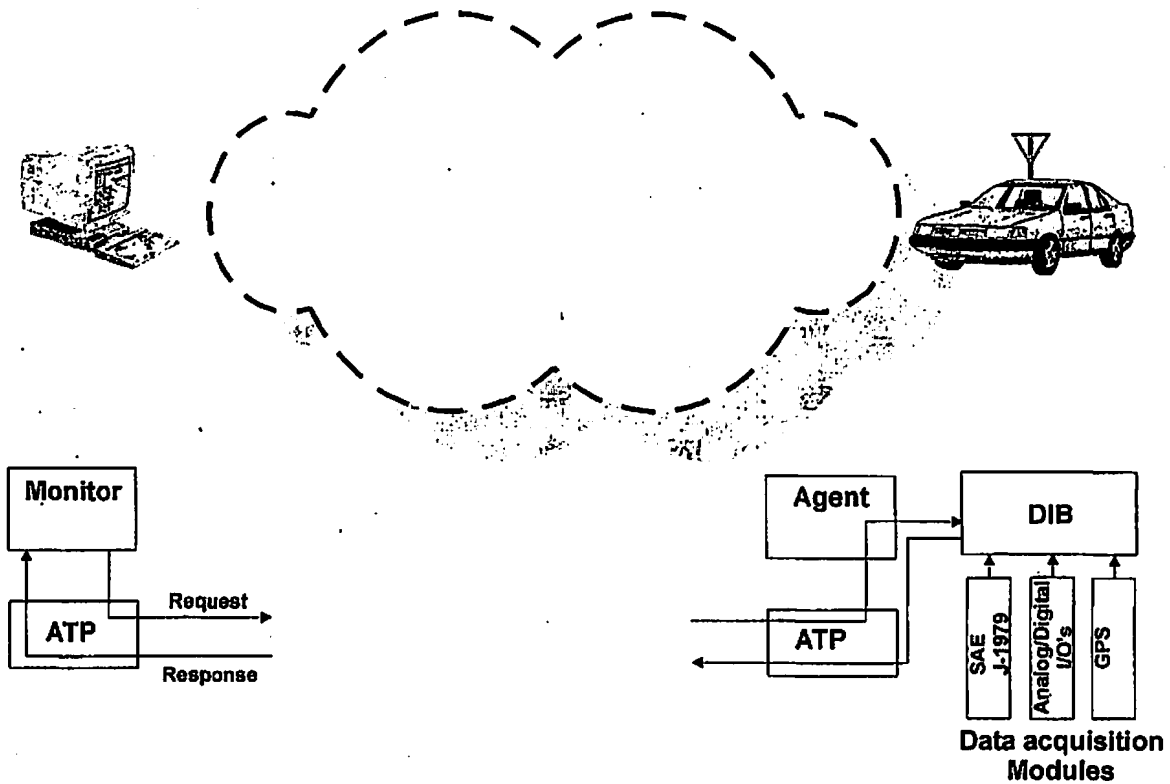 Monitor
ATP
Request
Response
Agent
ATP
DIB
SAE
J-1979
Analog/Digital
I/O's
GPS
Data acquisition
Modules